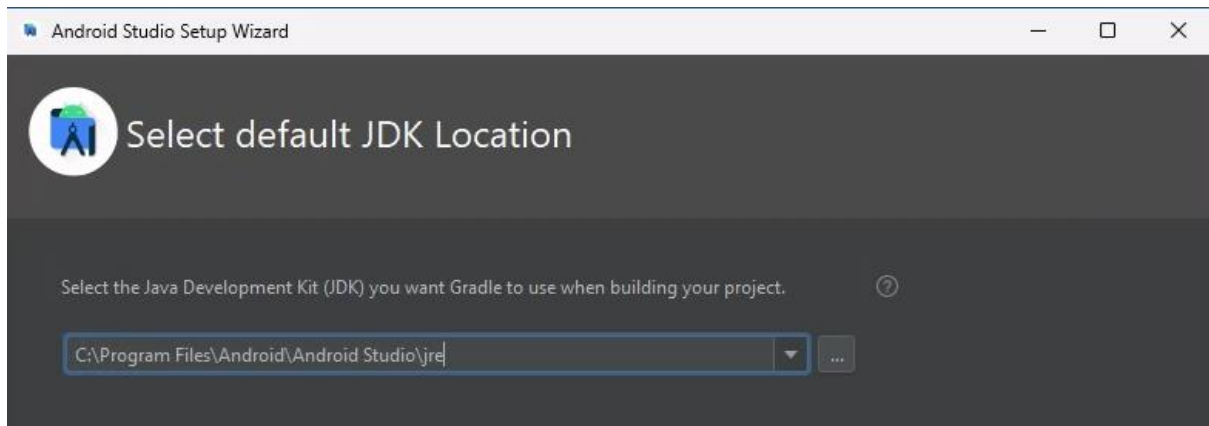 Android Studio Setup Wizard
Select default JDK Location
Select the Java Development Kit (JDK) you want Gradle to use when building your project.
C:\Program Files\Android\Android Studio\jre
...